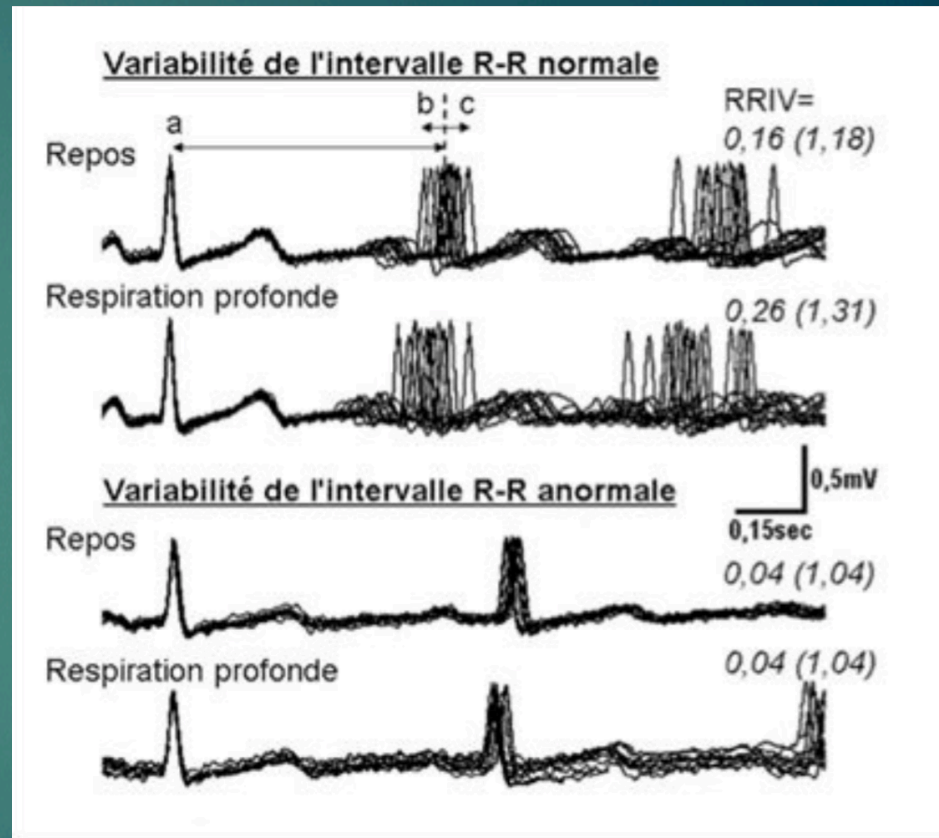 Variabilité de l'intervalle R-R normale
RRIV=
a
b
c
0,16 (1,18)
Repos
Respiration profonde
0,26 (1,31)
0,5mV
Variabilité de l'intervalle R-R anormale
0,15sec
Repos
0,04 (1,04)
Respiration profonde
0,04 (1,04)